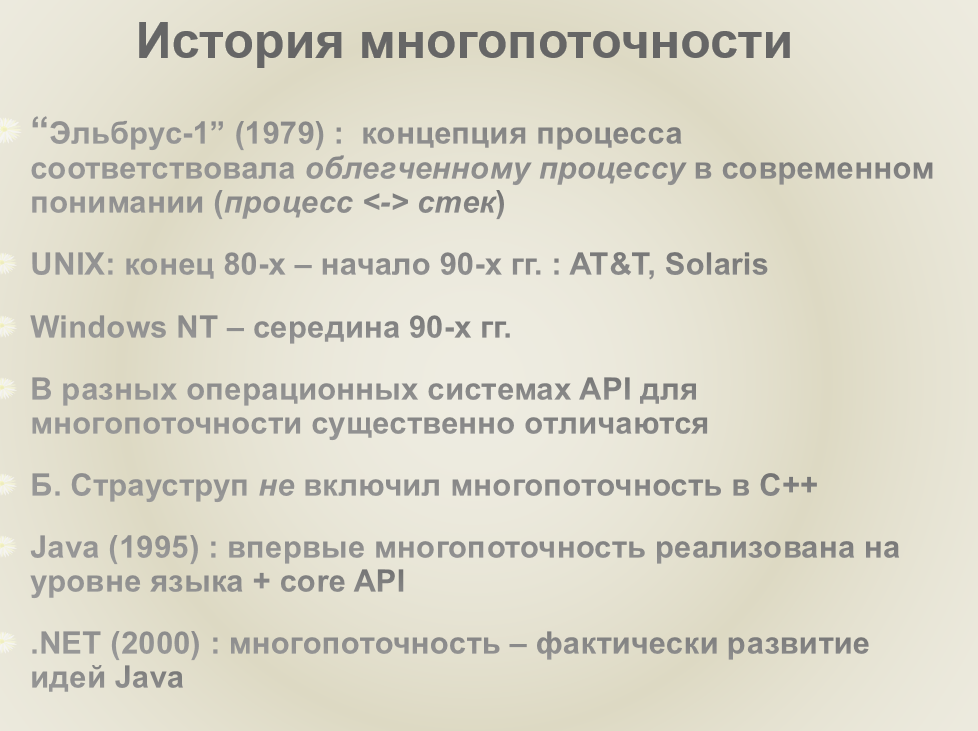 История многопоточности
“Эльбрус-1” (1979) : концепция процесса
соответствовала облегченному процессу в современном
понимании (процесс <-> стек)
UNIX: конец 80-х – начало 90-х гг. : AT&T, Solaris
Windows NT – середина 90-х гг.
В разных операционных системах API для
многопоточности существенно отличаются
Б. Страуструп не включил многопоточность в C++
Java (1995) : впервые многопоточность реализована на
уровне языка + core API
.NET (2000) : многопоточность – фактически развитие
идей Java